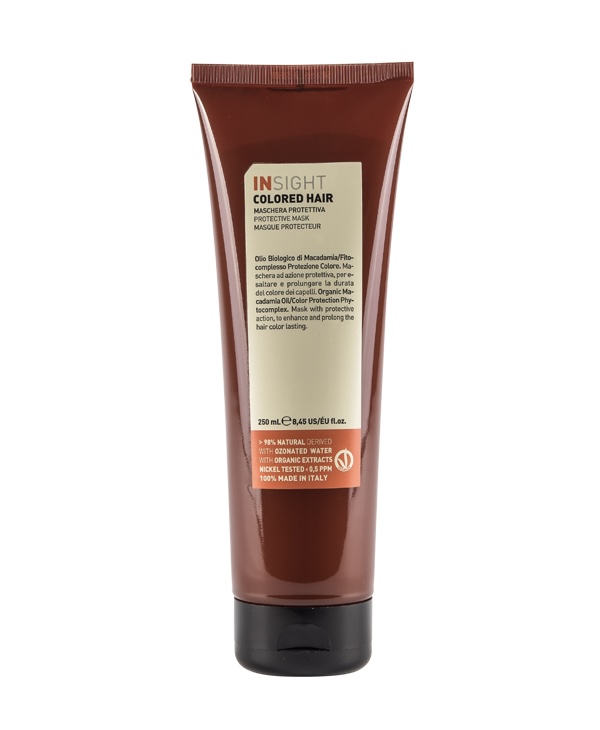 INSIGHT
COLORED HAIR
MASCHERA PROTETTIVA
PROTECTIVE MASK
MASQUE PROTECTEUR
Olio Biologico di Macadamia/Fito-
complesso Protezione Colore. Ma-
schera ad azione protettiva, per e-
saltare e prolungare la durata
del colore dei capelli. Organic Ma-
cadamia Oil/Color Protection Phy-
tocomplex. Mask with protective
action, to enhance and prolong the
hair color lasting.
250 mL ℮ 8,45 US/ÉU fl.oz.
> 98% NATURAL DERIVED
WITH OZONATED WATER
WITH ORGANIC EXTRACTS
NICKEL TESTED < 0,5 PPM
100% MADE IN ITALY